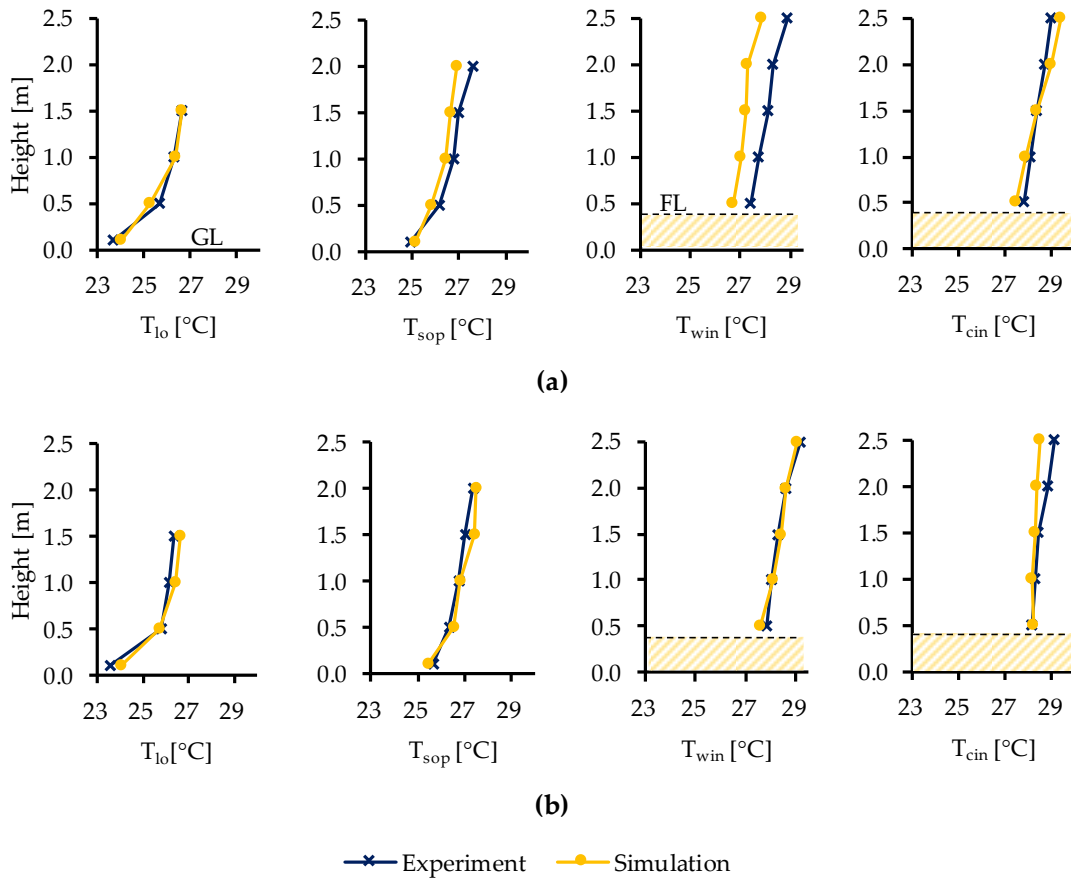 2.5 2.5 2.5 2.5
2.0 2.0 2.0 2.0
1.5 1.5 1.5 1.5
1.0 1.0 1.0 1.0
0.5 0.5 FL 0.5 0.5
0.0 GL 0.0 0.0 0.0
Height [m]
23 25 27 29 23 25 27 29 23 25 27 29 23 25 27 29
T_lo [°C] T_sop [°C] T_win [°C] T_cin [°C]
(a)
2.5 2.5 2.5 2.5
2.0 2.0 2.0 2.0
1.5 1.5 1.5 1.5
1.0 1.0 1.0 1.0
0.5 0.5 0.5 0.5
0.0 0.0 0.0 0.0
Height [m]
23 25 27 29 23 25 27 29 23 25 27 29 23 25 27 29
T_lo[°C] T_sop [°C] T_win [°C] T_cin [°C]
(b)
Experiment Simulation